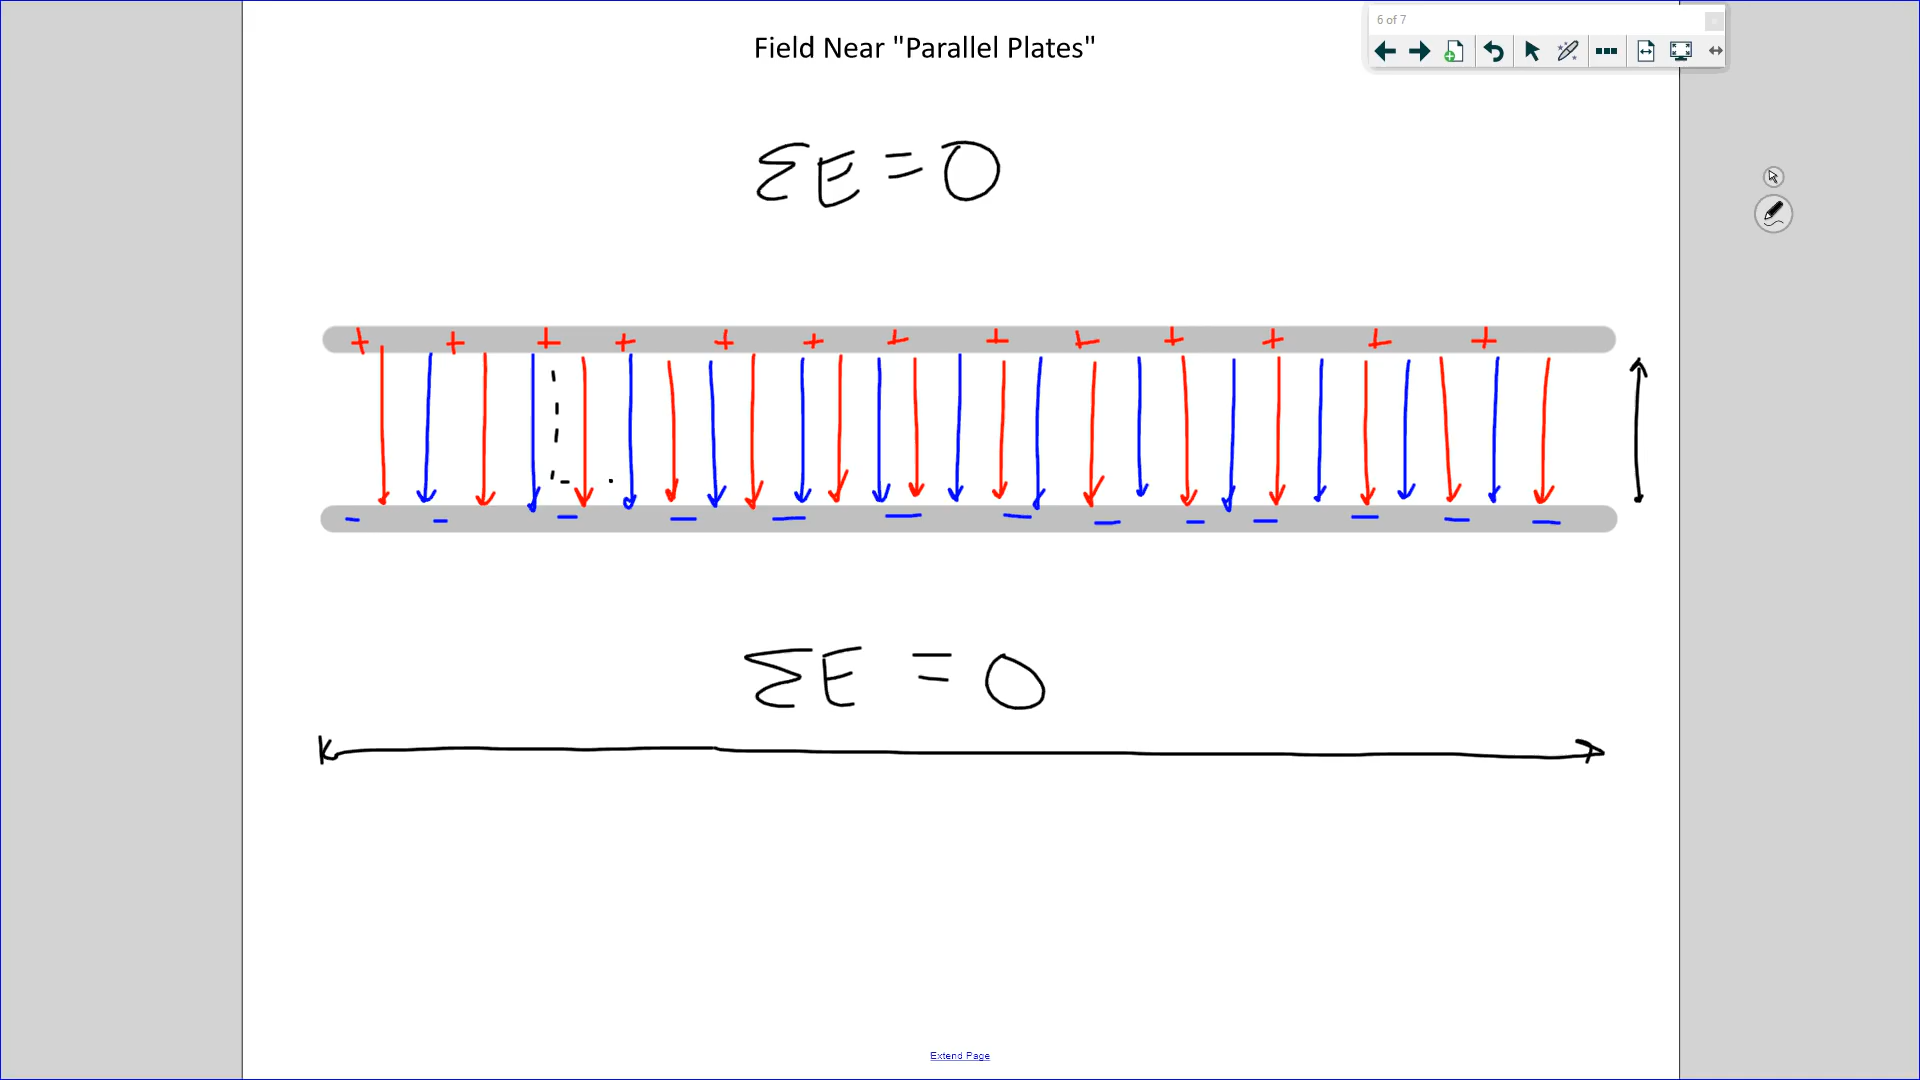 6 of 7
Field Near "Parallel Plates"
ΣE = 0
+ + + + + + + + + + + + +
- - - - - - - - - - - - -
ΣE = 0
Extend Page